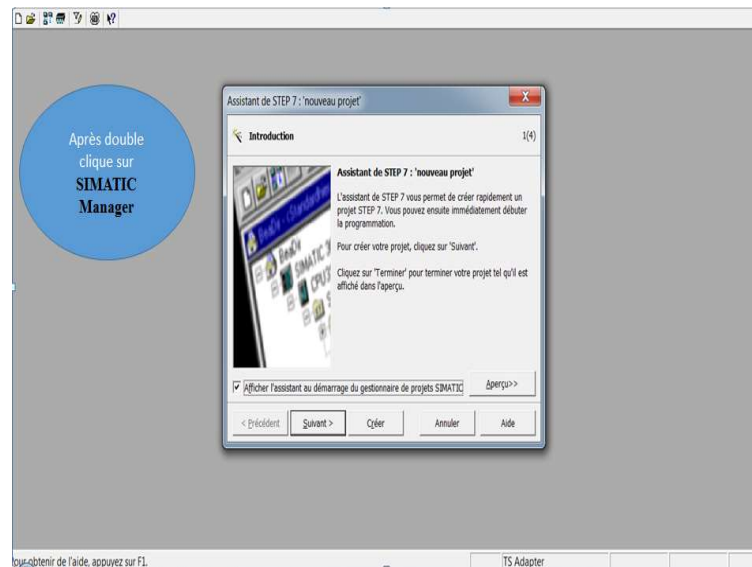 Après double
clique sur
SIMATIC
Manager
Assistant de STEP 7 : 'nouveau projet'
Introduction
1(4)
Assistant de STEP 7 : 'nouveau projet'
L'assistant de STEP 7 vous permet de créer rapidement un
projet STEP 7. Vous pouvez ensuite immédiatement débuter
la programmation.
Pour créer votre projet, cliquez sur 'Suivant'.
Cliquez sur 'Terminer' pour terminer votre projet tel qu'il est
affiché dans l'aperçu.
BeaDe
SIMATIC
Afficher l'assistant au démarrage du gestionnaire de projets SIMATIC
Aperçu>>
< Précédent
Suivant >
Créer
Annuler
Aide
Pour obtenir de l'aide, appuyez sur F1.
TS Adapter